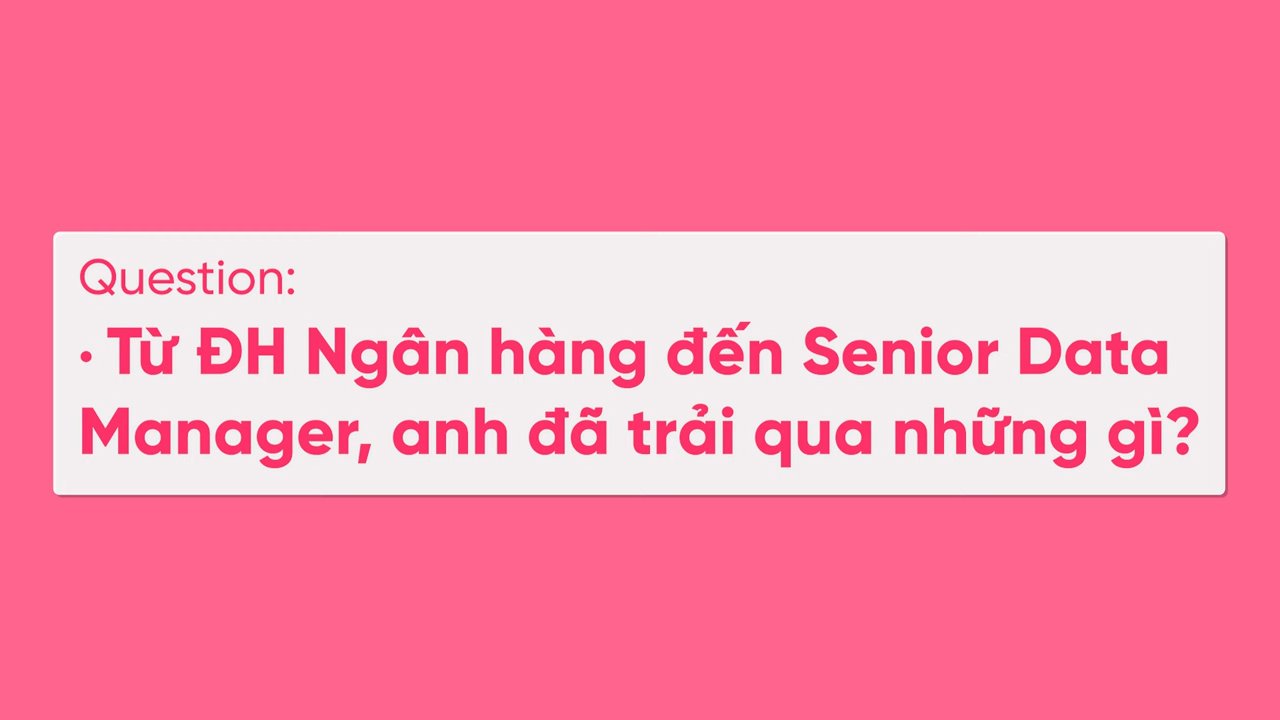 Question:
· Từ ĐH Ngân hàng đến Senior Data
Manager, anh đã trải qua những gì?